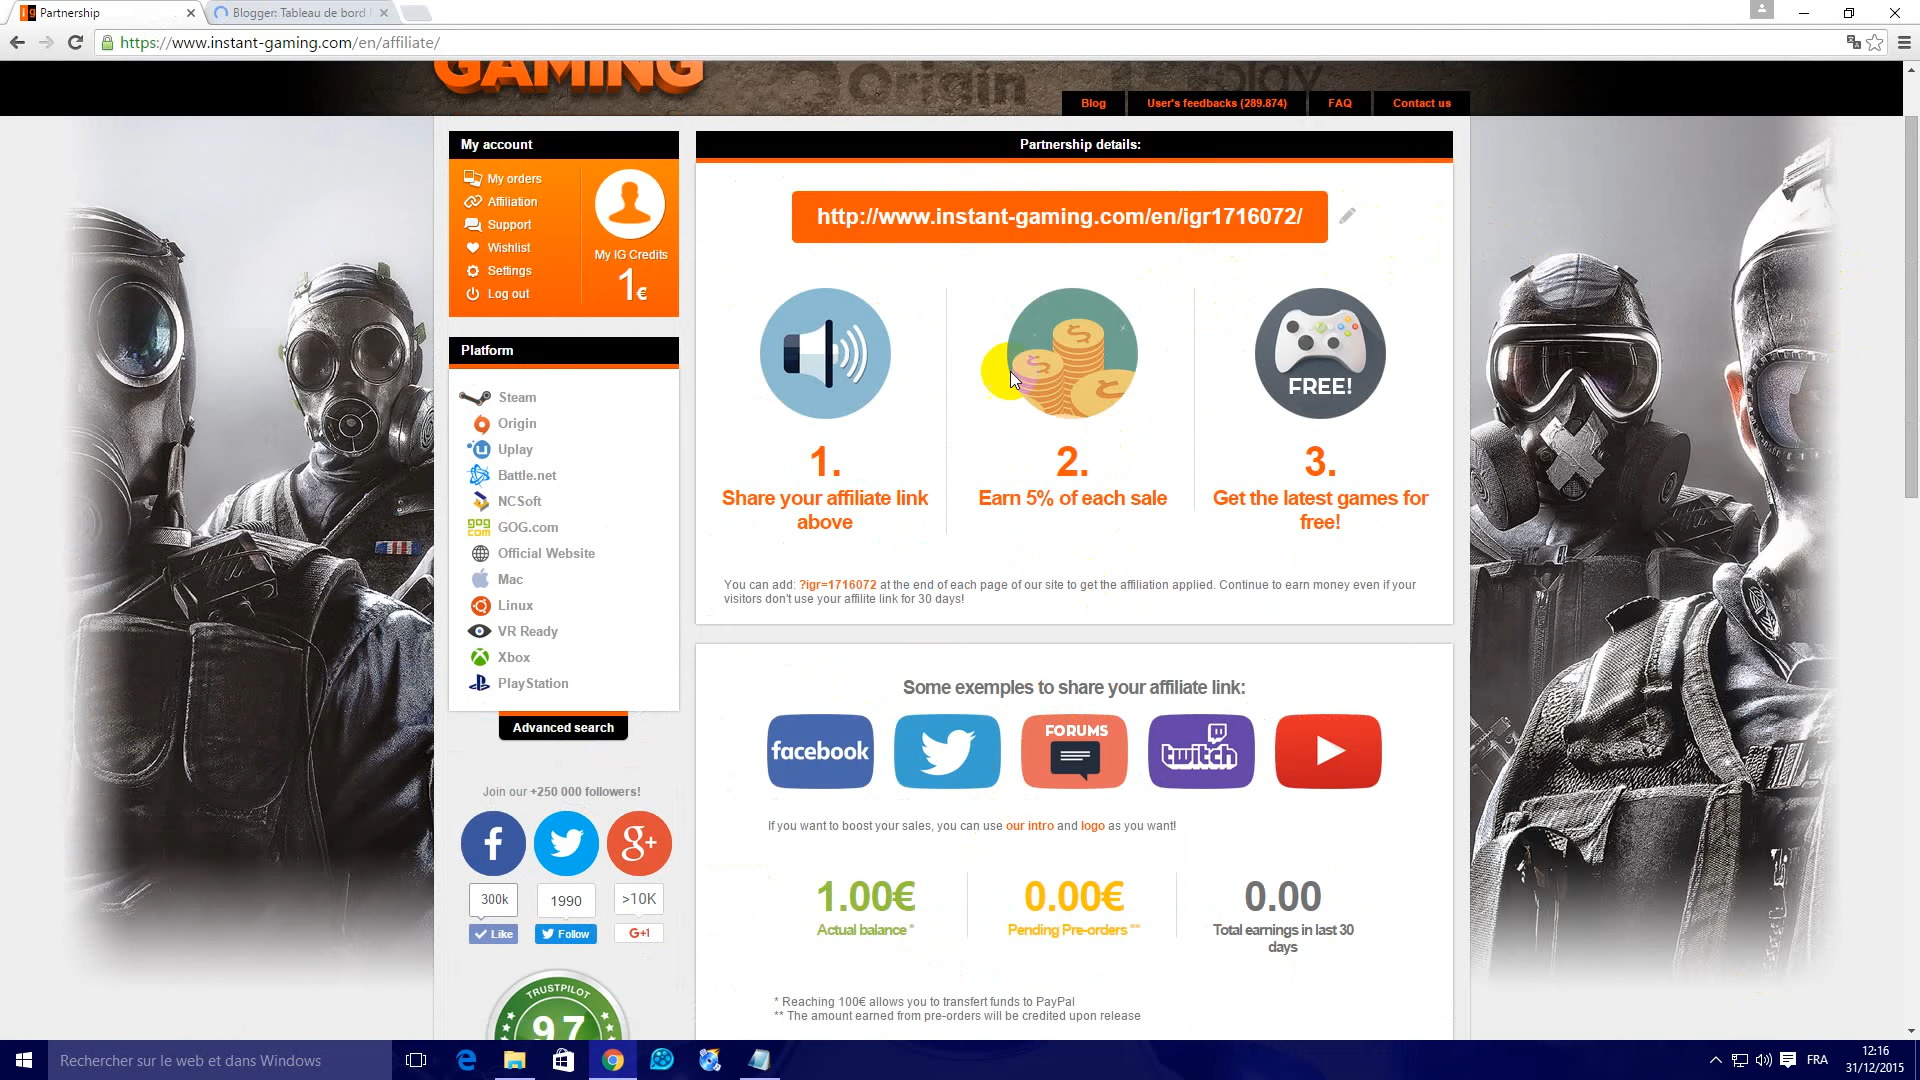 Partnership
Blogger: Tableau de bord
https://www.instant-gaming.com/en/affiliate/
GAMING
Origin
play
Blog
User's feedbacks (289.874)
FAQ
Contact us
My account
My orders
Affiliation
Support
Wishlist
Settings
Log out
My IG Credits
1€
Platform
Steam
Origin
Uplay
Battle.net
NCSoft
gog
com
GOG.com
Official Website
Mac
Linux
VR Ready
Xbox
PlayStation
Advanced search
Join our +250 000 followers!
300k
1990
>10K
Like
Follow
G+1
TRUSTPILOT
9.7
Partnership details:
http://www.instant-gaming.com/en/igr1716072/
FREE!
1.
Share your affiliate link
above
2.
Earn 5% of each sale
3.
Get the latest games for
free!
You can add: ?igr=1716072 at the end of each page of our site to get the affiliation applied. Continue to earn money even if your
visitors don't use your affilite link for 30 days!
Some exemples to share your affiliate link:
facebook
FORUMS
twitch
If you want to boost your sales, you can use our intro and logo as you want!
1.00€
Actual balance *
0.00€
Pending Pre-orders **
0.00
Total earnings in last 30
days
* Reaching 100€ allows you to transfert funds to PayPal
** The amount earned from pre-orders will be credited upon release
Rechercher sur le web et dans Windows
FRA
12:16
31/12/2015